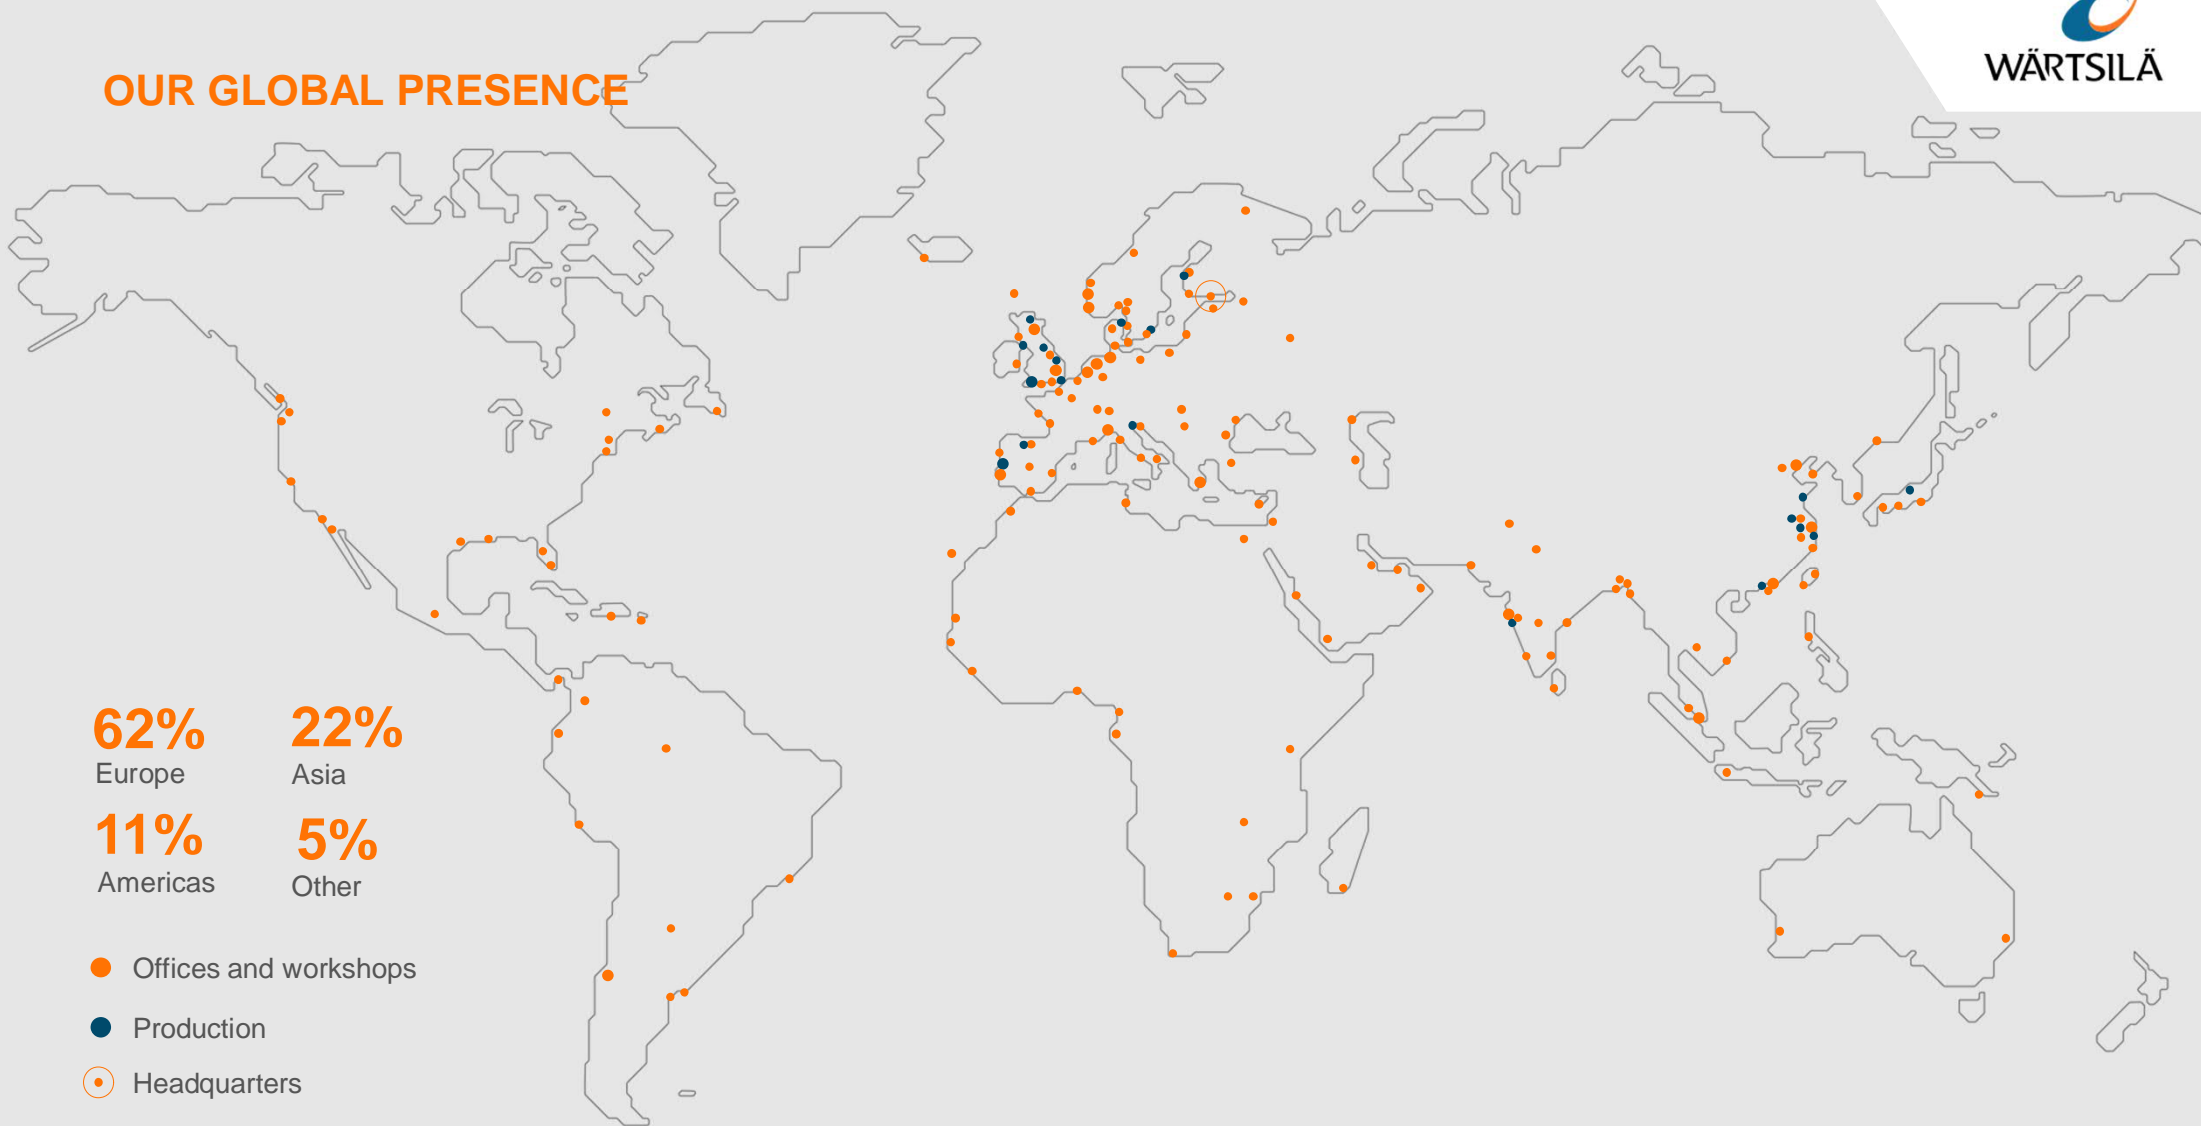 OUR GLOBAL PRESENCE
WÄRTSILÄ
62%
Europe
22%
Asia
11%
Americas
5%
Other
Offices and workshops
Production
Headquarters